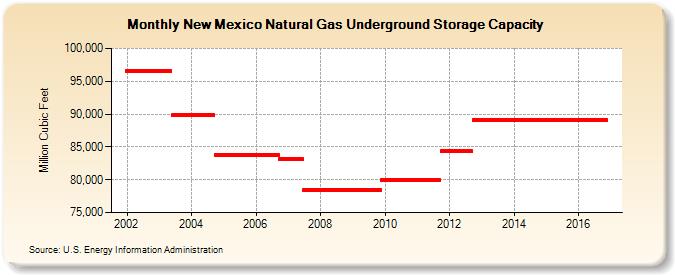 Monthly New Mexico Natural Gas Underground Storage Capacity
Million Cubic Feet
100,000
95,000
90,000
85,000
80,000
75,000
2002 2004 2006 2008 2010 2012 2014 2016
Source: U.S. Energy Information Administration